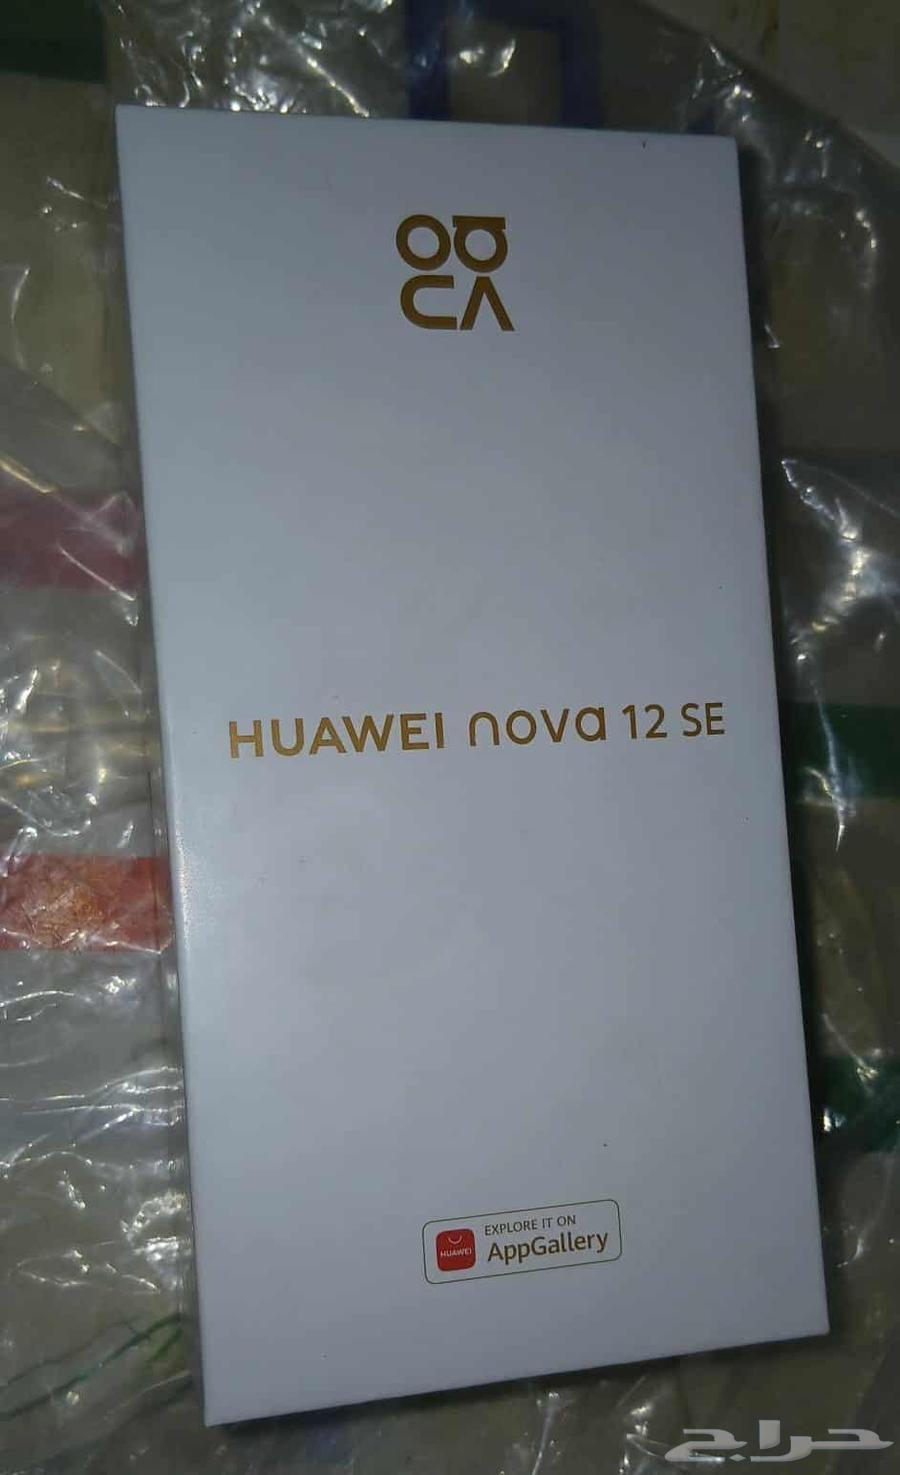 HUAWEI nova 12 SE
EXPLORE IT ON
HUAWEI
AppGallery
حراج